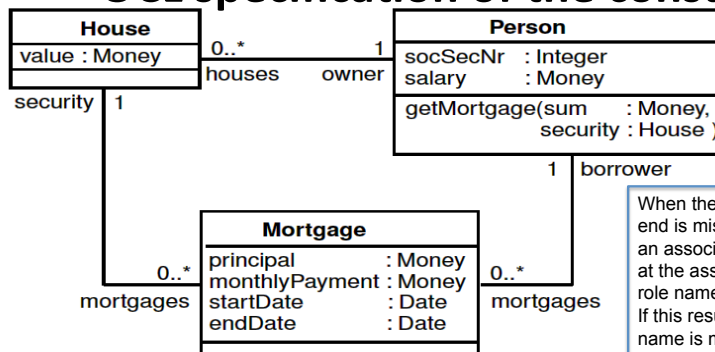 House
value : Money
0..* 1
houses owner
Person
socSecNr : Integer
salary : Money
getMortgage(sum : Money,
security : House )
security 1
1 borrower
Mortgage
principal : Money
monthlyPayment : Money
startDate : Date
endDate : Date
0..*
mortgages
0..*
mortgages
When the
end is mis
an associ
at the ass
role name
If this resu
name is m